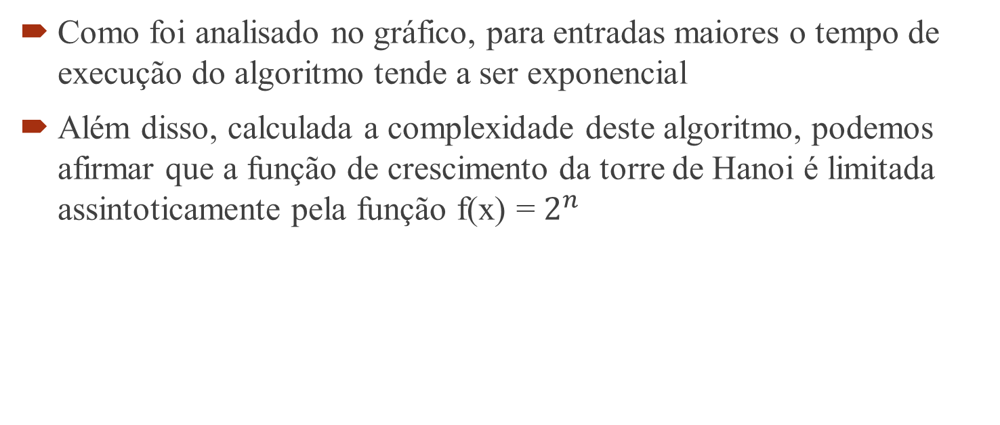 Como foi analisado no gráfico, para entradas maiores o tempo de
execução do algoritmo tende a ser exponencial
Além disso, calculada a complexidade deste algoritmo, podemos
afirmar que a função de crescimento da torre de Hanoi é limitada
assintoticamente pela função f(x) = 2ⁿ